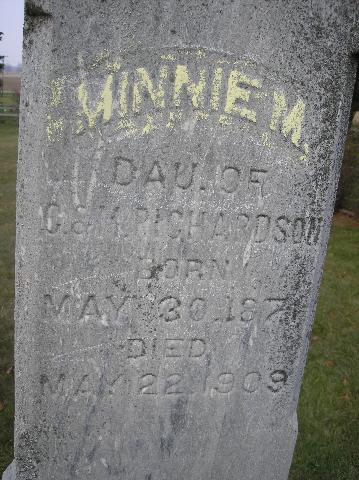 MINNIE M.
DAU. OF
C. & M. RICHARDSON
BORN
MAY 30. 1871
DIED
MAY 22 1909